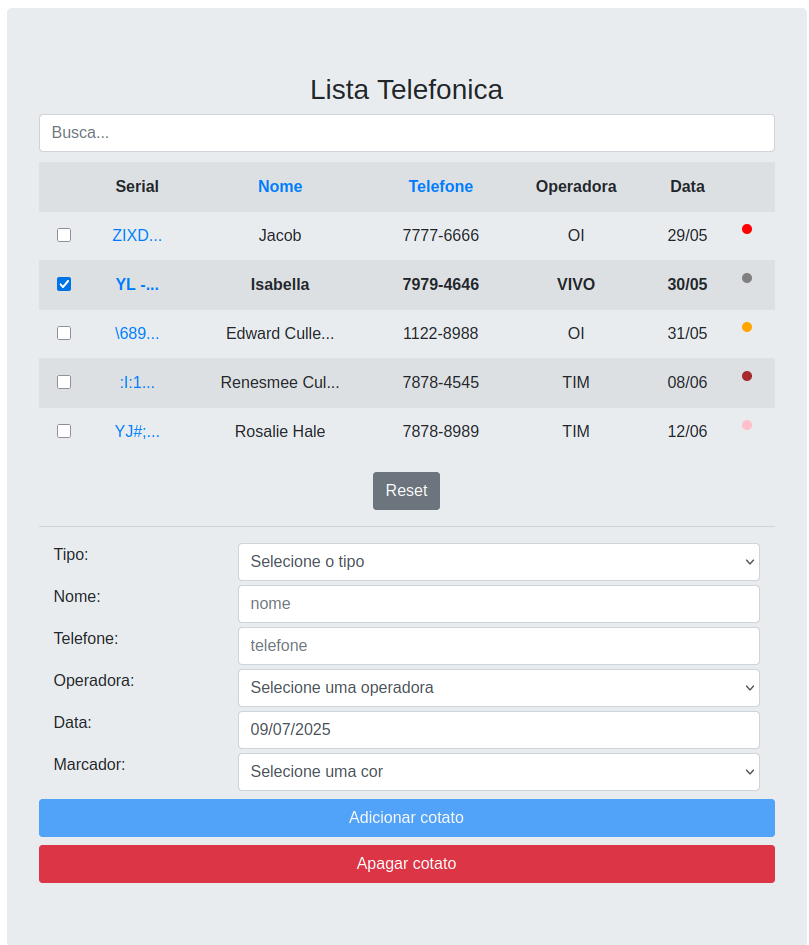 Lista Telefonica
Busca...
Serial Nome Telefone Operadora Data
ZIXD... Jacob 7777-6666 OI 29/05
YL -... Isabella 7979-4646 VIVO 30/05
\689... Edward Culle... 1122-8988 OI 31/05
:I:1... Renesmee Cul... 7878-4545 TIM 08/06
YJ#;... Rosalie Hale 7878-8989 TIM 12/06
Reset
Tipo: Selecione o tipo
Nome: nome
Telefone: telefone
Operadora: Selecione uma operadora
Data: 09/07/2025
Marcador: Selecione uma cor
Adicionar cotato
Apagar cotato